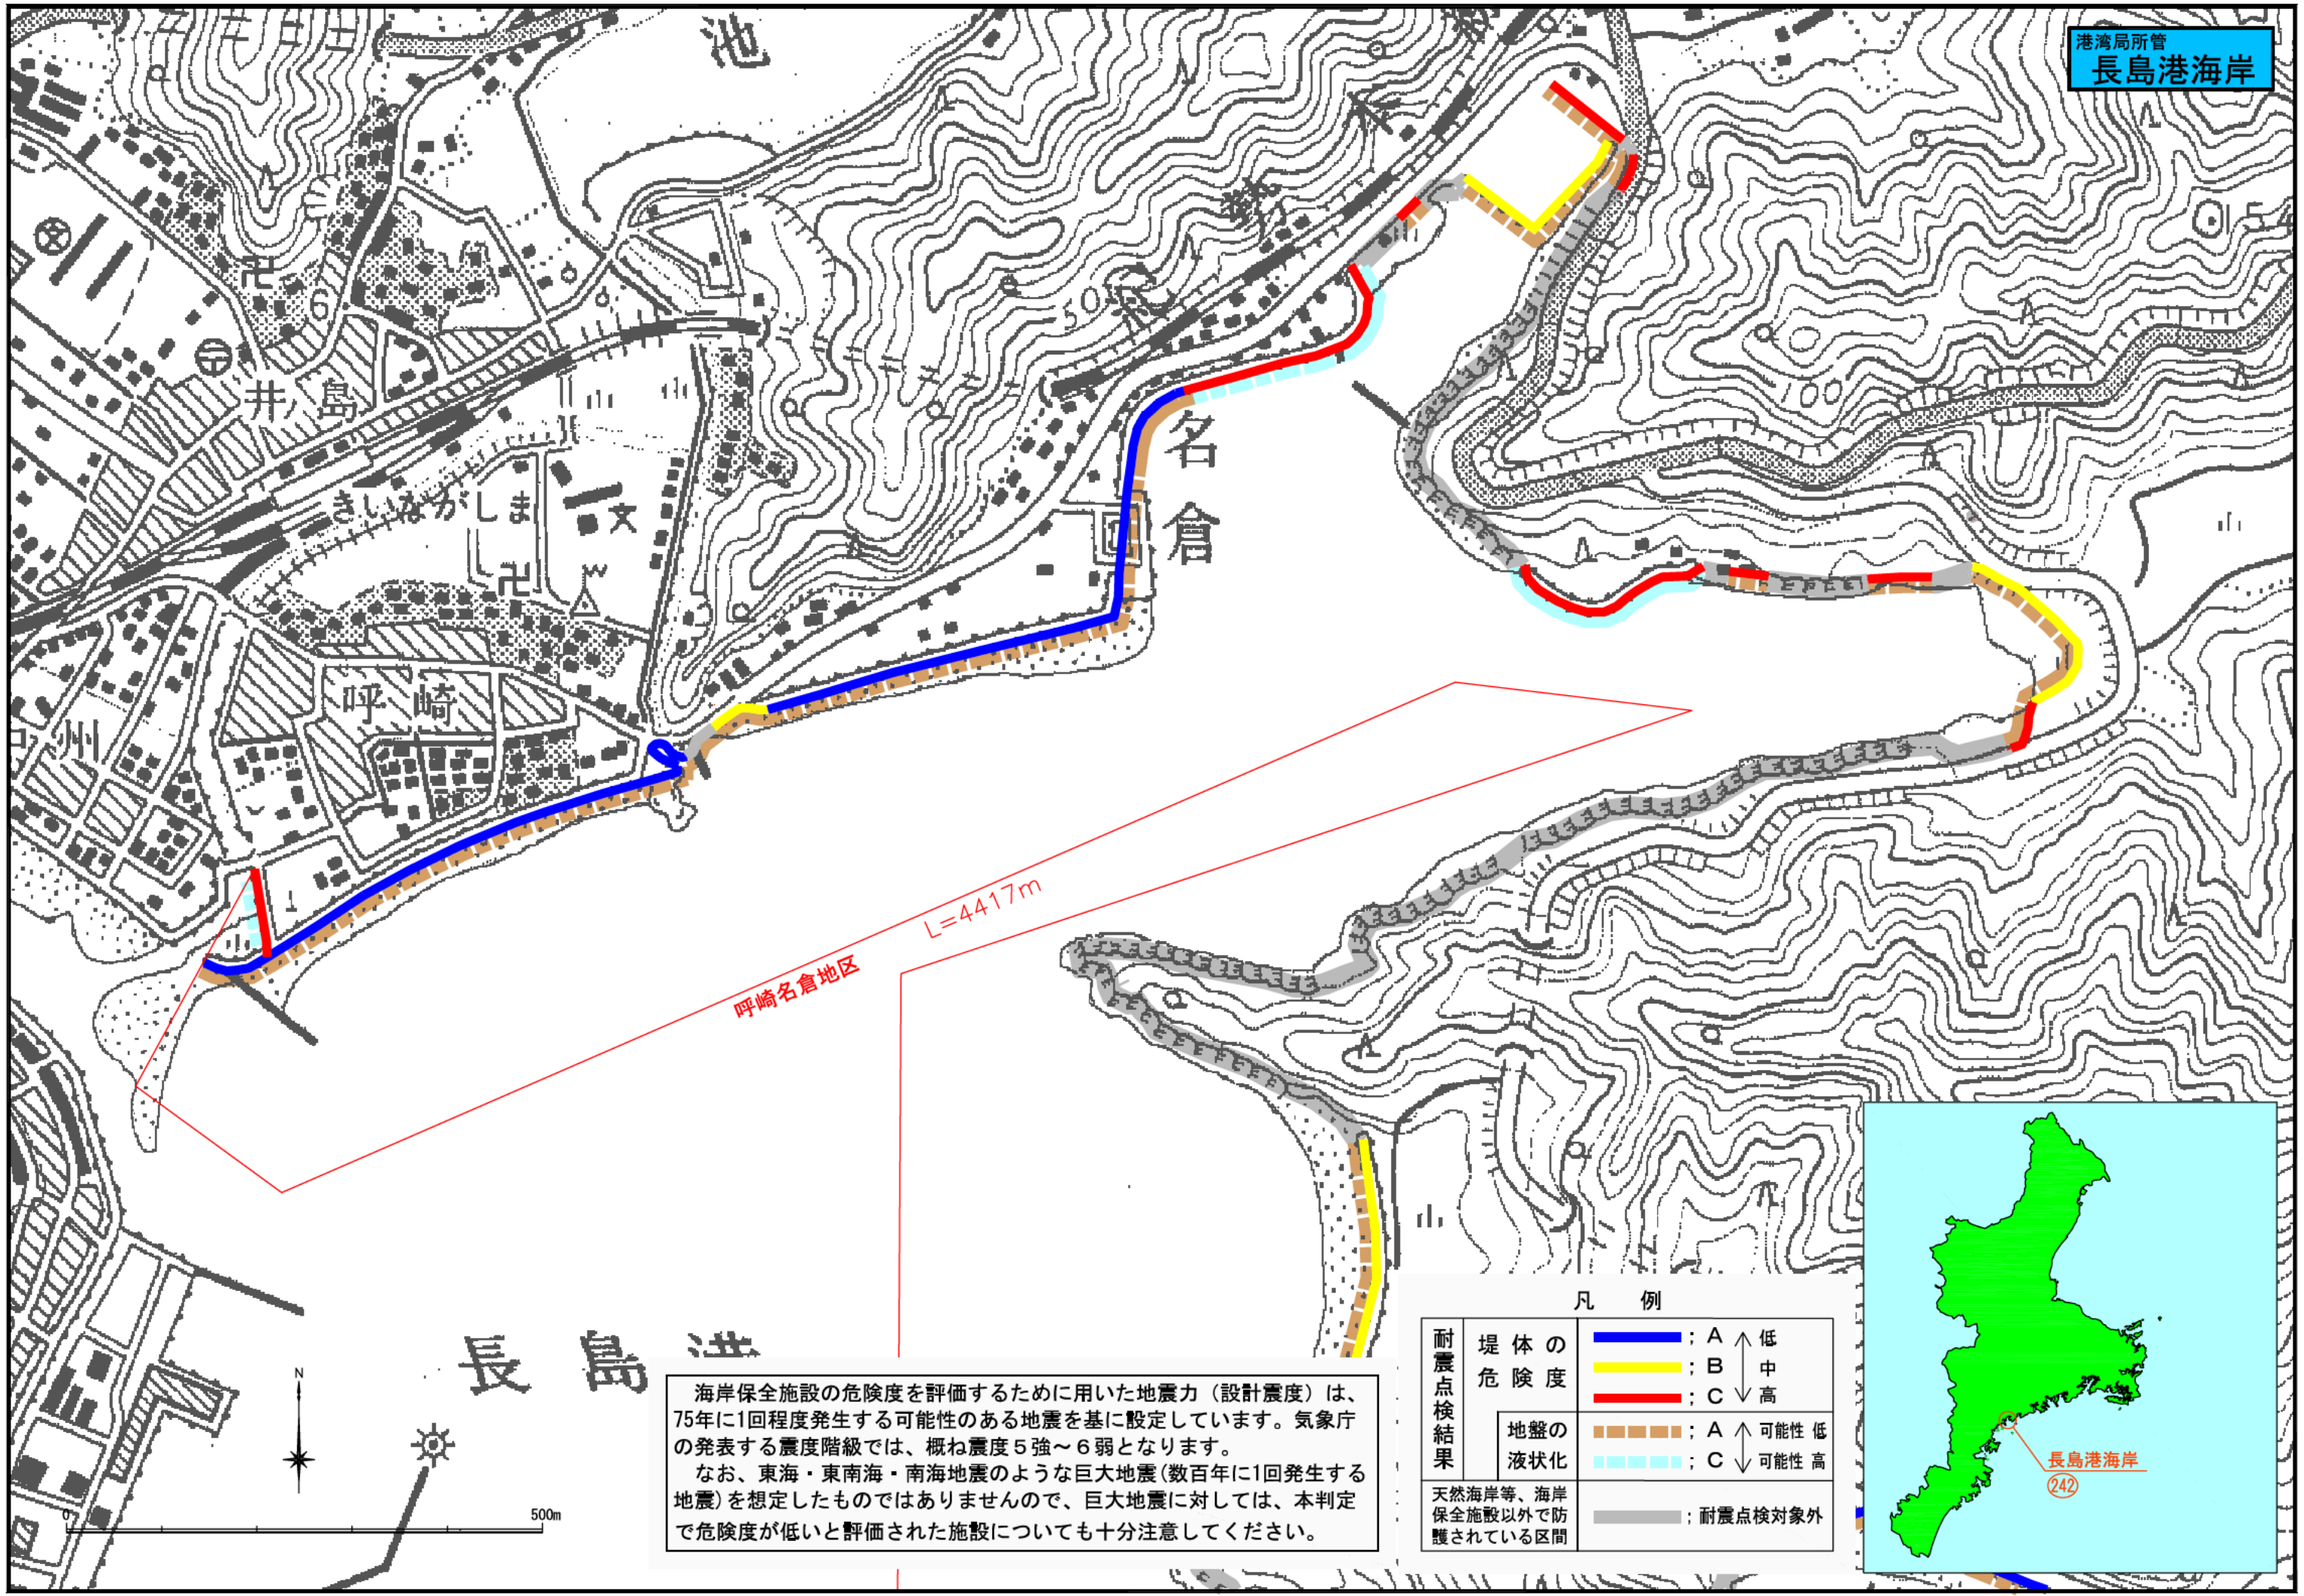 港湾局所管
長島港海岸
池
名
倉
井ノ島
きいながしま
文
呼崎
州
50
100
154
6
L=4417m
呼崎名倉地区
長島港
N
0
500m
海岸保全施設の危険度を評価するために用いた地震力（設計震度）は、
75年に1回程度発生する可能性のある地震を基に設定しています。気象庁
の発表する震度階級では、概ね震度５強～６弱となります。
なお、東海・東南海・南海地震のような巨大地震(数百年に1回発生する
地震)を想定したものではありませんので、巨大地震に対しては、本判定
で危険度が低いと評価された施設についても十分注意してください。
凡 例
耐震点検結果
堤体の
危険度
；A 低
；B 中
；C 高
地盤の
液状化
；A 可能性 低
；C 可能性 高
天然海岸等、海岸
保全施設以外で防
護されている区間
；耐震点検対象外
長島港海岸
242